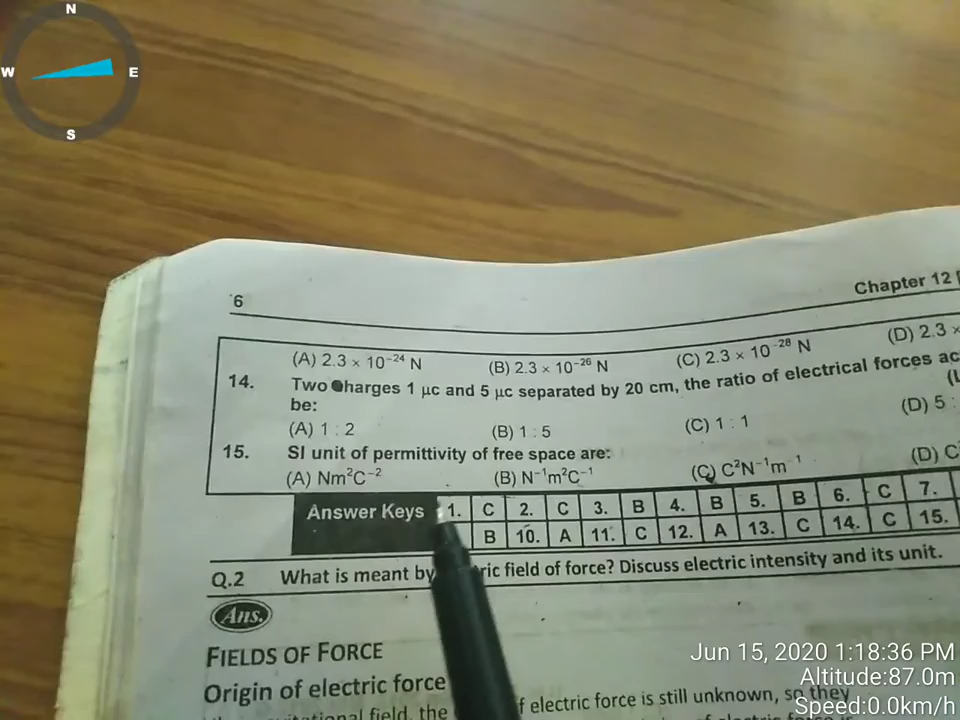 N
W E
S
6
Chapter 12
(A) 2.3 × 10⁻²⁴ N (B) 2.3 × 10⁻²⁶ N (C) 2.3 × 10⁻²⁸ N (D) 2.3 ×
14. Two charges 1 μc and 5 μc separated by 20 cm, the ratio of electrical forces
be:
(A) 1 : 2 (B) 1 : 5 (C) 1 : 1 (D) 5 :
15. SI unit of permittivity of free space are:
(A) Nm²C⁻² (B) N⁻¹m²C⁻¹ (C) C²N⁻¹m⁻¹ (D)
Answer Keys 1. C 2. C 3. B 4. B 5. B 6. C 7.
B 10. A 11. C 12. A 13. C 14. C 15.
Q.2 What is meant by field of force? Discuss electric intensity and its unit.
Ans.
FIELDS OF FORCE
Origin of electric force
field, the of electric force is still unknown, so they
Jun 15, 2020 1:18:36 PM
Altitude:87.0m
Speed:0.0km/h